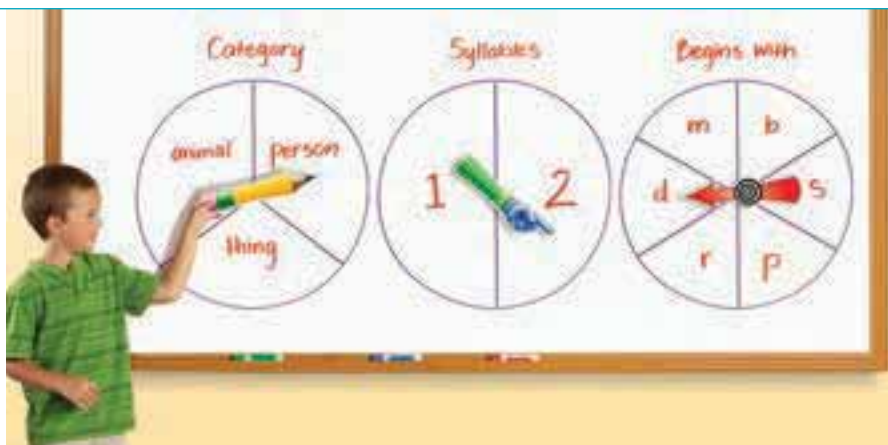 Category
Syllables
Begins with
animal
person
thing
1
2
m
b
d
s
r
p